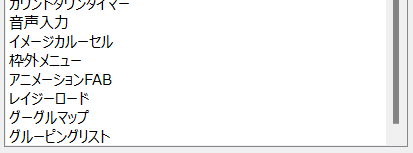 カウントダウンタイマー
音声入力
イメージカルーセル
枠外メニュー
アニメーションFAB
レイジーロード
グーグルマップ
グルーピングリスト